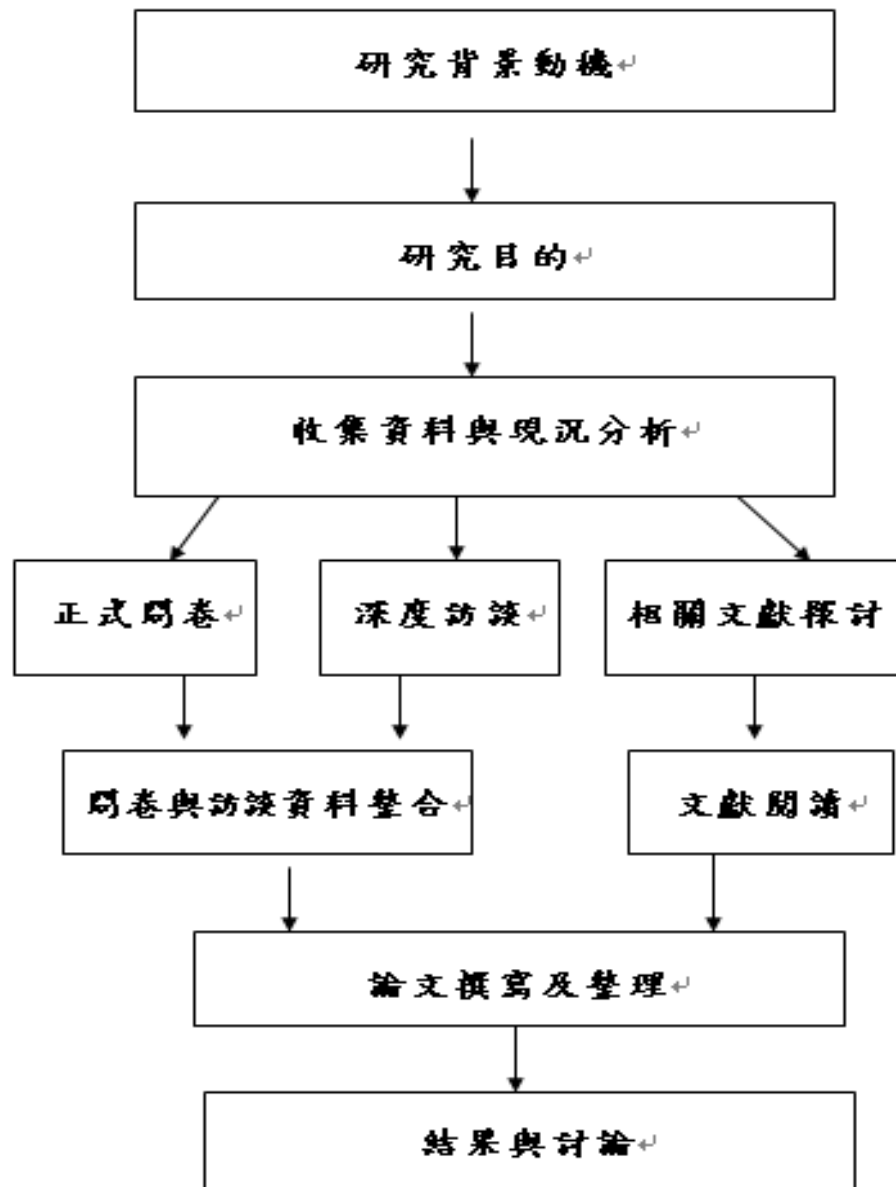 研究背景動機
研究目的
收集資料與現況分析
正式問卷
深度訪談
相關文獻探討
問卷與訪談資料整合
文獻閱讀
論文撰寫及整理
結果與討論